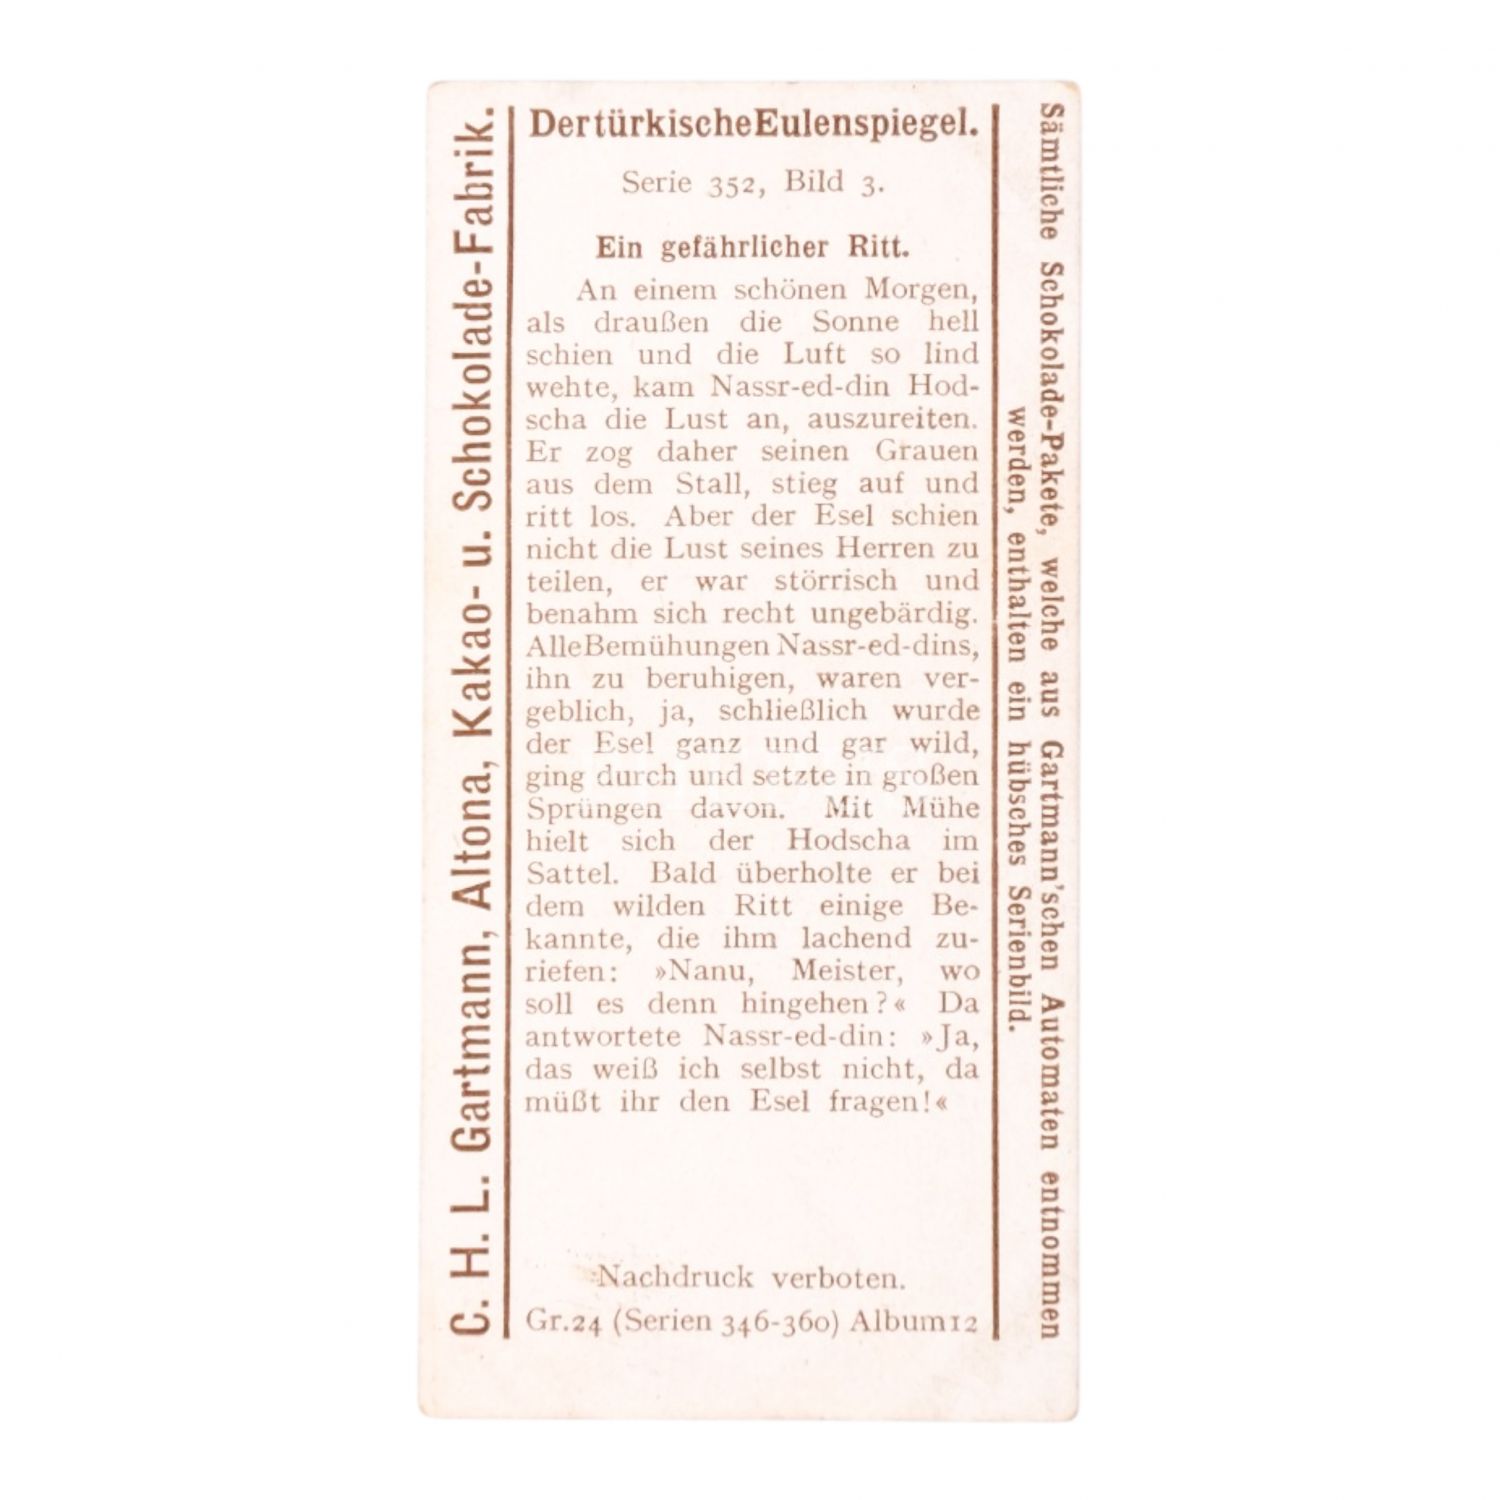 C. H. L. Gartmann, Altona, Kakao- u. Schokolade-Fabrik.
Der türkische Eulenspiegel.
Serie 352, Bild 3.
Ein gefährlicher Ritt.
An einem schönen Morgen,
als draußen die Sonne hell
schien und die Luft so lind
wehte, kam Nassr-ed-din Hod-
scha die Lust an, auszureiten.
Er zog daher seinen Grauen
aus dem Stall, stieg auf und
ritt los. Aber der Esel schien
nicht die Lust seines Herren zu
teilen, er war störrisch und
benahm sich recht ungebärdig.
Alle Bemühungen Nassr-ed-dins,
ihn zu beruhigen, waren ver-
geblich, ja, schließlich wurde
der Esel ganz und gar wild,
ging durch und setzte in großen
Sprüngen davon. Mit Mühe
hielt sich der Hodscha im
Sattel. Bald überholte er bei
dem wilden Ritt einige Be-
kannte, die ihm lachend zu-
riefen: »Nanu, Meister, wo
soll es denn hingehen?« Da
antwortete Nassr-ed-din: »Ja,
das weiß ich selbst nicht, da
müßt ihr den Esel fragen!«
Nachdruck verboten.
Gr. 24 (Serien 346-360) Album 12
Sämtliche Schokolade-Pakete, welche aus Gartmann'schen Automaten entnommen
werden, enthalten ein hübsches Serienbild.